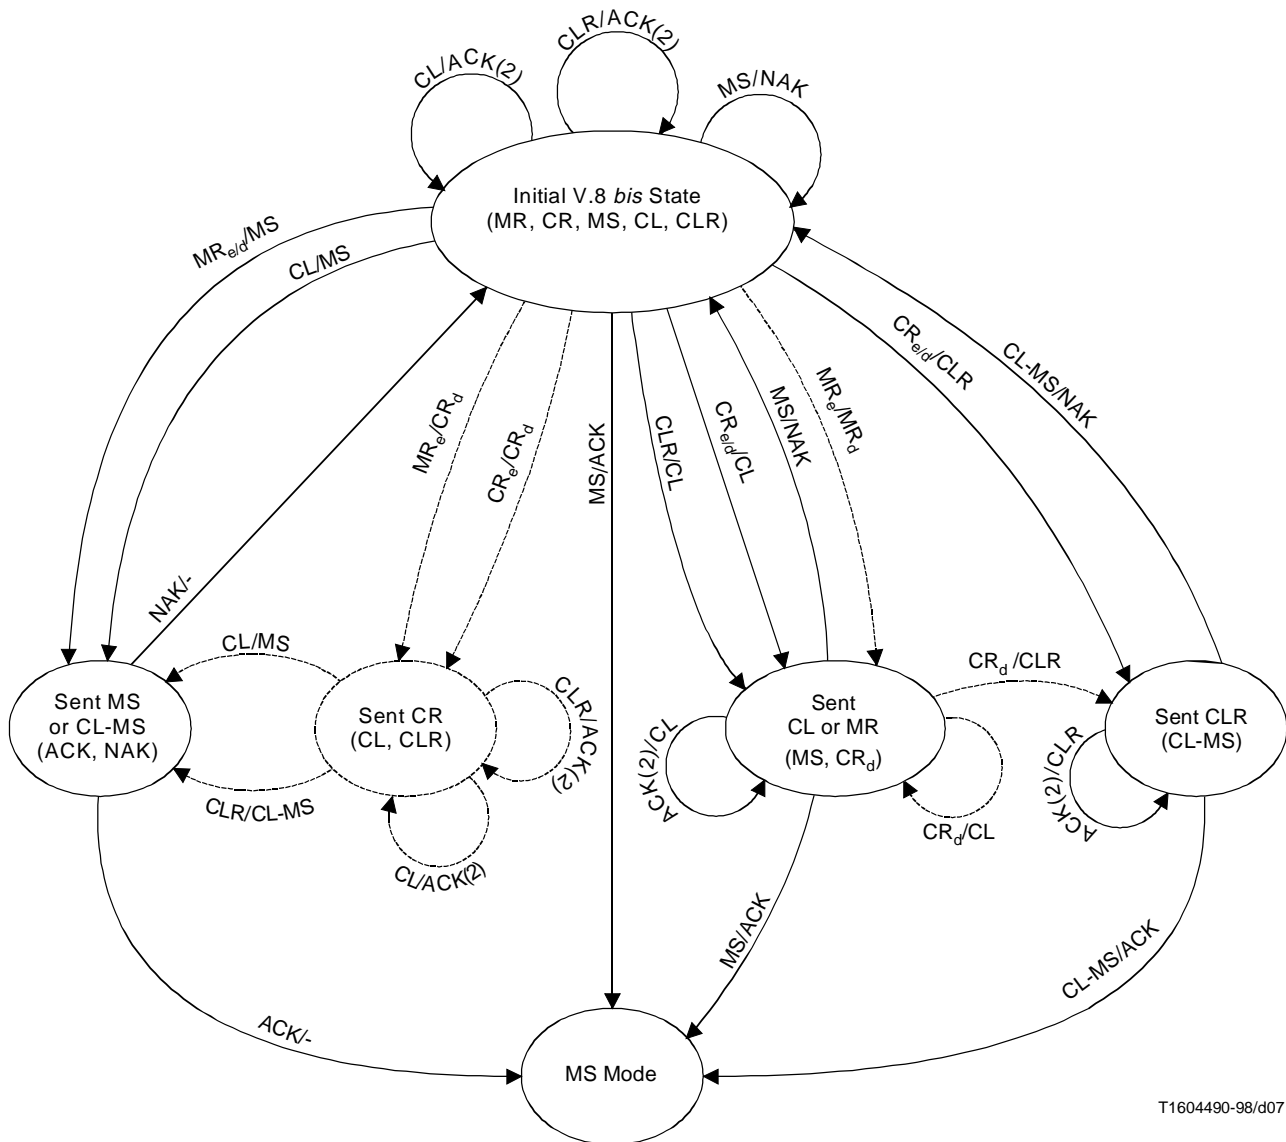 CLR/ACK(2)
CL/ACK(2)
MS/NAK
Initial V.8 bis State
(MR, CR, MS, CL, CLR)
MRe/d/MS
CL/MS
CRe/d/CLR
CL-MS/NAK
MRe/CRd
CRe/CRd
MS/ACK
CLR/CL
CRe/d/CL
MS/NAK
MRe/MRd
NAK/-
CL/MS
CRd/CLR
Sent MS
or CL-MS
(ACK, NAK)
Sent CR
(CL, CLR)
CLR/ACK(2)
Sent
CL or MR
(MS, CRd)
Sent CLR
(CL-MS)
ACK(2)/CL
ACK(2)/CLR
CLR/CL-MS
CL/ACK(2)
CRd/CL
MS/ACK
CL-MS/ACK
ACK/-
MS Mode
T1604490-98/d07